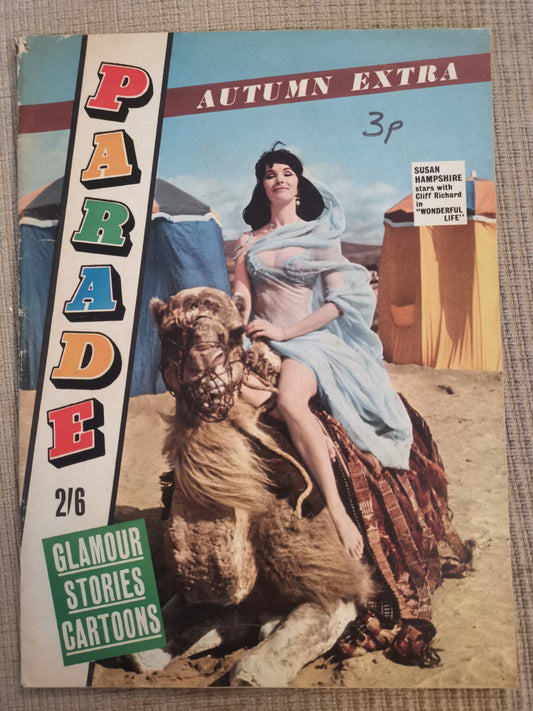 PARADE
AUTUMN EXTRA
3p
SUSAN
HAMPSHIRE
stars with
Cliff Richard
in
"WONDERFUL
LIFE"
2/6
GLAMOUR
STORIES
CARTOONS